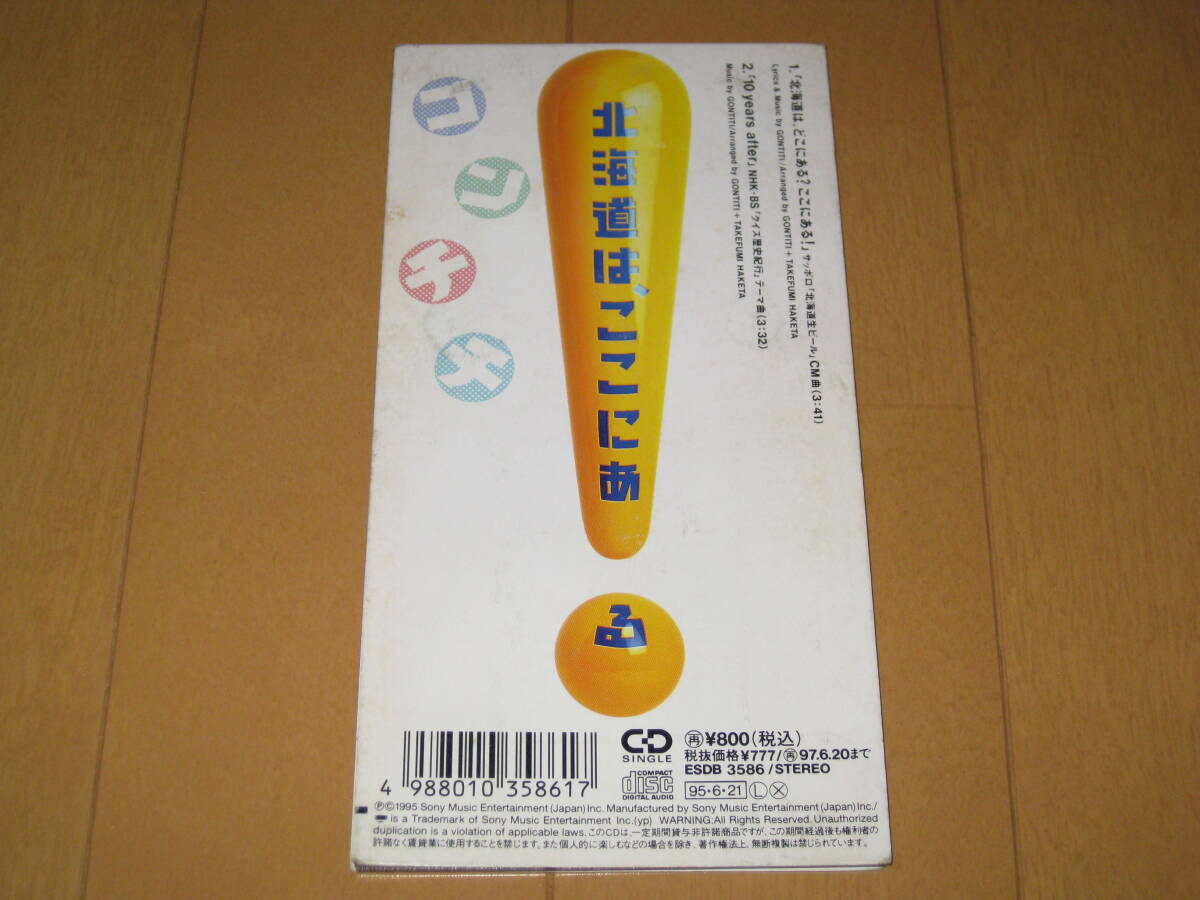 1.「北海道は、どこにある?ここにある!」サッポロ「北海道生ビール」CM曲(3:41)
Lyrics & Music by GONTITI/Arranged by GONTITI + TAKEFUMI HAKETA
2.「10 years after」NHK-BS「クイズ歴史紀行」テーマ曲(3:32)
Music by GONTITI/Arranged by GONTITI + TAKEFUMI HAKETA
北海道は、ここにある
コ
チ
4 988010 358617
CD
SINGLE
COMPACT
disc
DIGITAL AUDIO
再¥800(税込)
税抜価格¥777/再97.6.20まで
ESDB 3586/STEREO
95・6・21 Ⓛ Ⓧ
Ⓟ©1995 Sony Music Entertainment(Japan)Inc. Manufactured by Sony Music Entertainment(Japan)Inc./
is a Trademark of Sony Music Entertainment Inc.(yp) WARNING:All Rights Reserved.Unauthorized
duplication is a violation of applicable laws.このCDは、一定期間貸与非許諾商品ですが、この期間経過後も権利者の
許諾なく賃貸業に使用することを禁じます。また個人的に楽しむなどの場合を除き、著作権法上、無断複製は禁じられています。